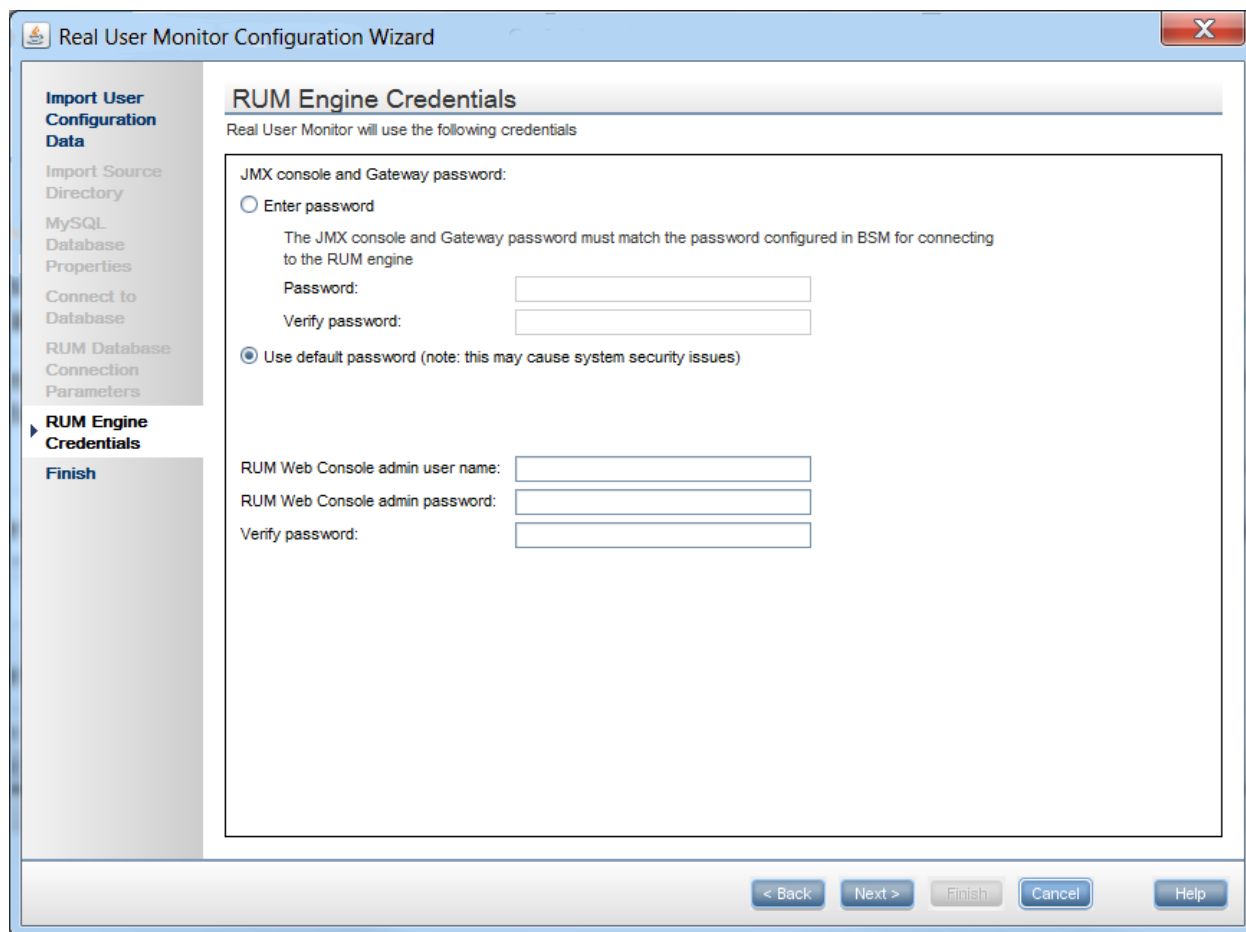 Real User Monitor Configuration Wizard
X
Import User
Configuration
Data
Import Source
Directory
MySQL
Database
Properties
Connect to
Database
RUM Database
Connection
Parameters
RUM Engine
Credentials
Finish
RUM Engine Credentials
Real User Monitor will use the following credentials
JMX console and Gateway password:
Enter password
The JMX console and Gateway password must match the password configured in BSM for connecting
to the RUM engine
Password:
Verify password:
Use default password (note: this may cause system security issues)
RUM Web Console admin user name:
RUM Web Console admin password:
Verify password:
< Back Next > Finish Cancel Help